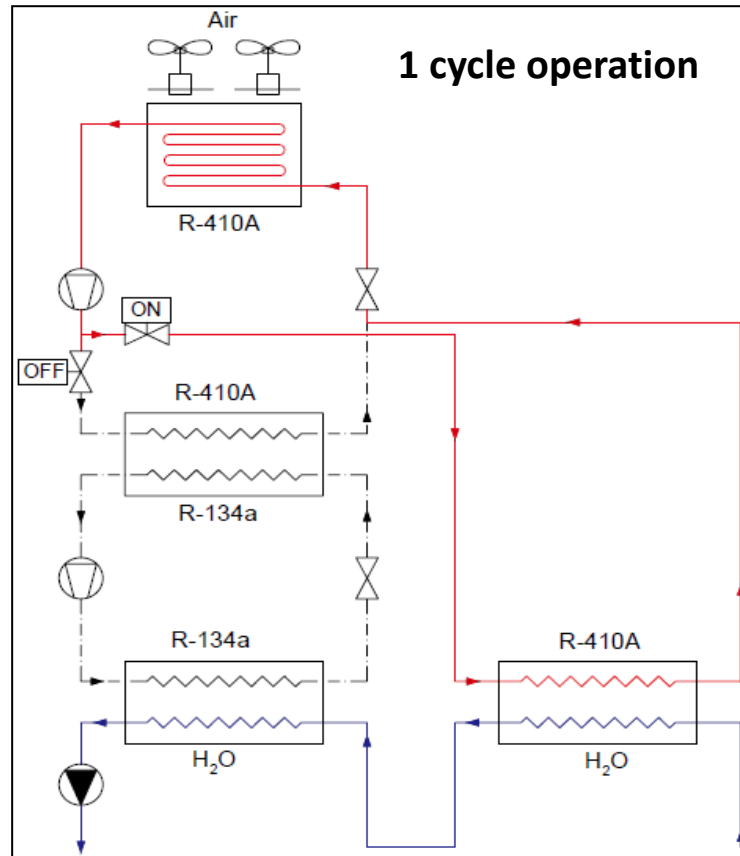 Air
1 cycle operation
R-410A
ON
OFF
R-410A
R-134a
R-134a
R-410A
H₂O
H₂O